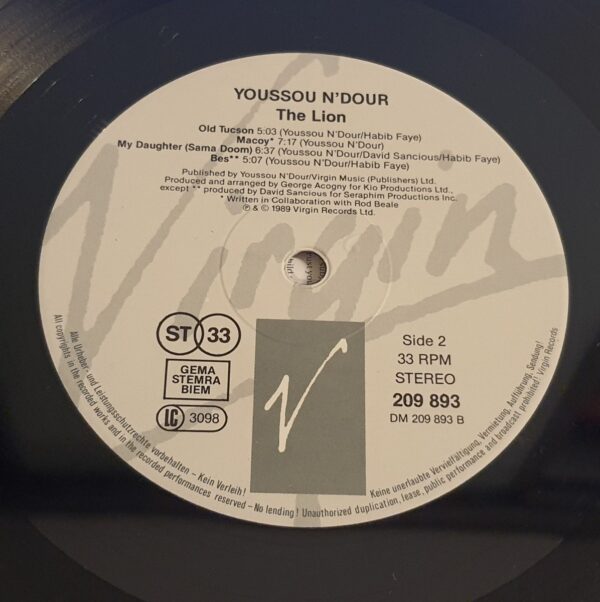 YOUSSOU N'DOUR
The Lion
Old Tucson 5:03 (Youssou N'Dour/Habib Faye)
Macoy* 7:17 (Youssou N'Dour)
My Daughter (Sama Doom) 6:37 (Youssou N'Dour/David Sancious/Habib Faye)
Bes** 5:07 (Youssou N'Dour/Habib Faye)
Published by Youssou N'Dour/Virgin Music (Publishers) Ltd.
Produced and arranged by George Acogny for Kio Productions Ltd.,
except ** produced by David Sancious for Seraphim Productions Inc.
* Written in Collaboration with Rod Beale
℗ & © 1989 Virgin Records Ltd.
Virgin
ST 33
GEMA
STEMRA
BIEM
LC 3098
V
Side 2
33 RPM
STEREO
209 893
DM 209 893 B
Alle Urheber- und Leistungsschutzrechte vorbehalten – Kein Verleih! Keine unerlaubte Vervielfältigung, Vermietung, Aufführung, Sendung!
All copyrights in the recorded works and in the recorded performances reserved – No lending! Unauthorized duplication, lease, public performance and broadcast prohibited! Virgin Records